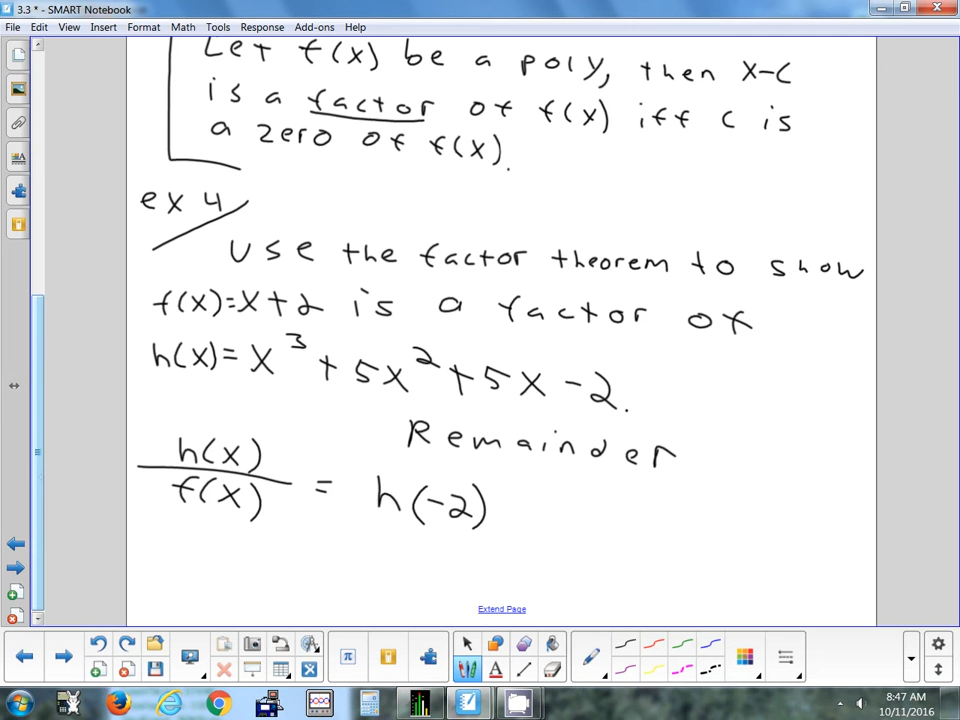 3.3 * - SMART Notebook
File Edit View Insert Format Math Tools Response Add-ons Help
Let f(x) be a poly, then x-c
is a factor of f(x) iff c is
a zero of f(x).
ex 4
Use the factor theorem to show
f(x)=x+2 is a factor of
h(x)= x³ + 5x² + 5x - 2.
Remainder
h(x)/f(x) = h(-2)
Extend Page
8:47 AM
10/11/2016